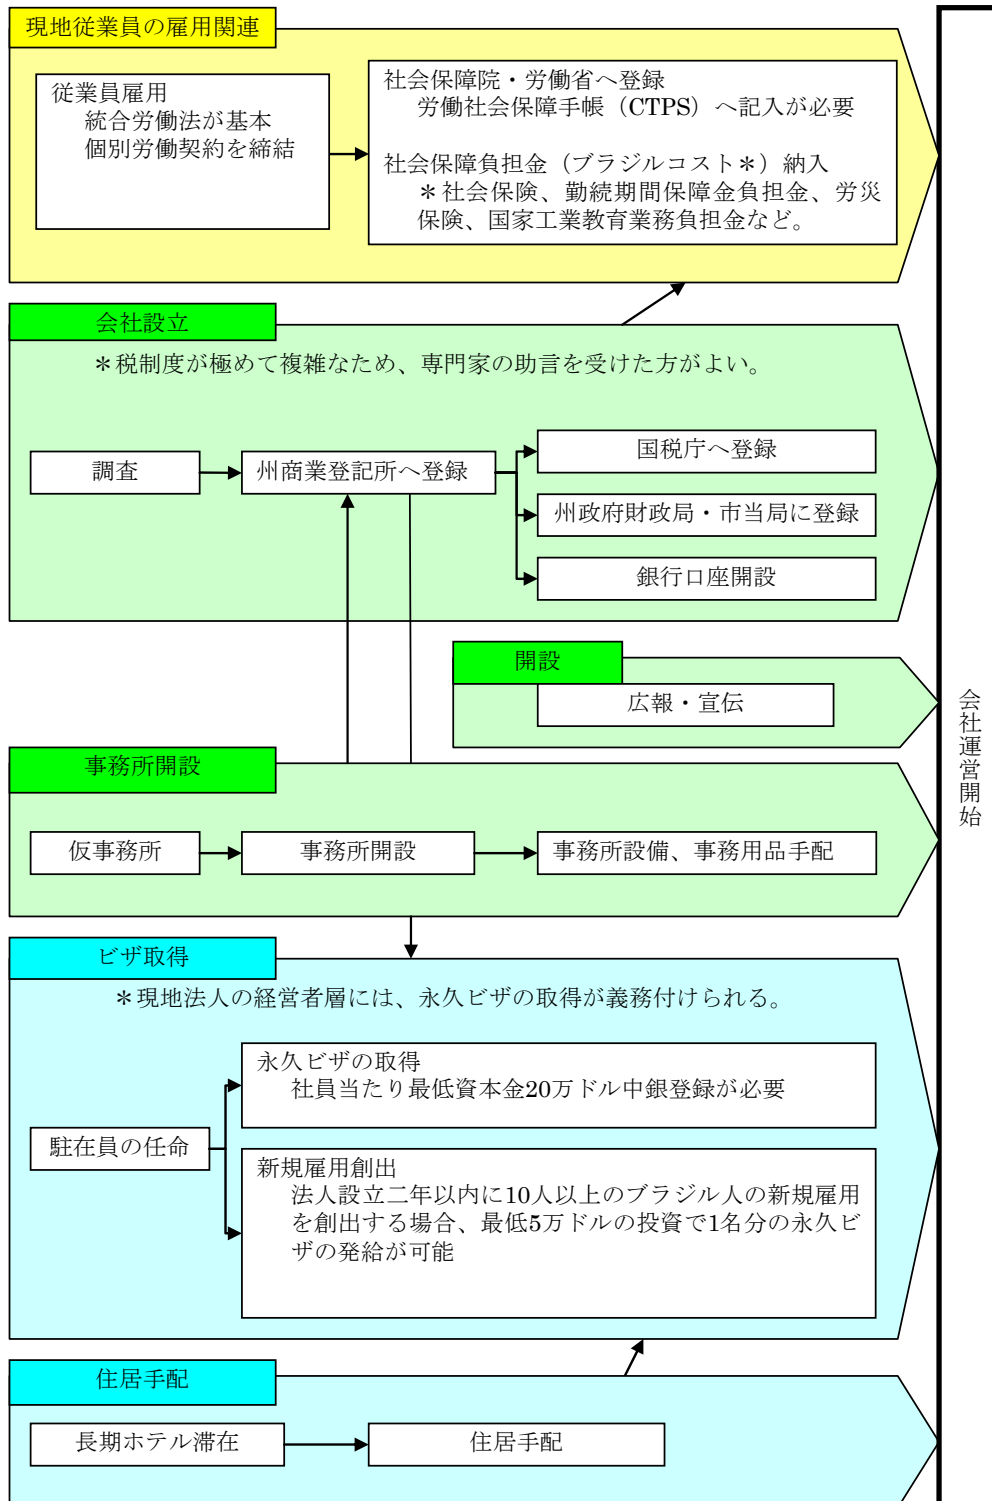 現地従業員の雇用関連
従業員雇用
統合労働法が基本
個別労働契約を締結
社会保障院・労働省へ登録
労働社会保障手帳（CTPS）へ記入が必要
社会保障負担金（ブラジルコスト＊）納入
＊社会保険、勤続期間保障金負担金、労災
保険、国家工業教育業務負担金など。
会社設立
＊税制度が極めて複雑なため、専門家の助言を受けた方がよい。
調査
州商業登記所へ登録
国税庁へ登録
州政府財政局・市当局に登録
銀行口座開設
開設
広報・宣伝
事務所開設
仮事務所
事務所開設
事務所設備、事務用品手配
ビザ取得
＊現地法人の経営者層には、永久ビザの取得が義務付けられる。
駐在員の任命
永久ビザの取得
社員当たり最低資本金20万ドル中銀登録が必要
新規雇用創出
法人設立二年以内に10人以上のブラジル人の新規雇用
を創出する場合、最低5万ドルの投資で1名分の永久ビ
ザの発給が可能
住居手配
長期ホテル滞在
住居手配
会社運営開始